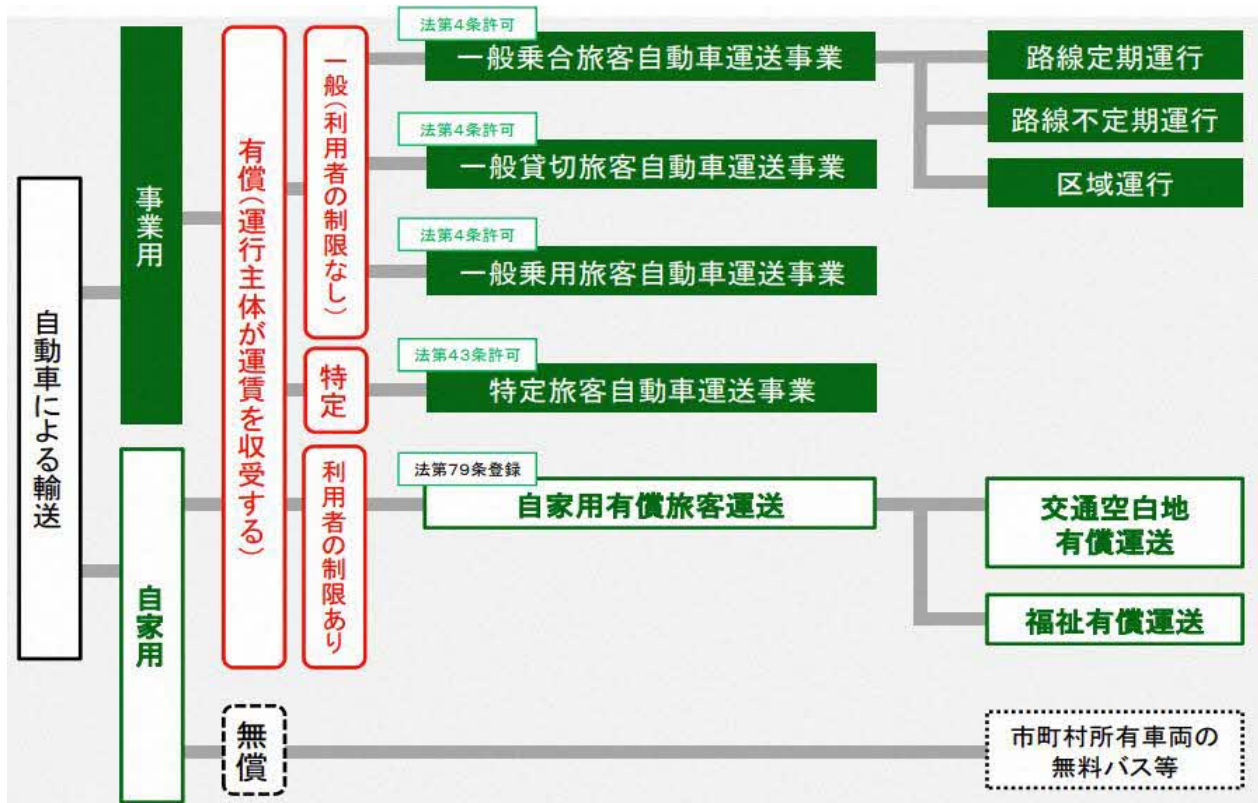 自動車による輸送
事業用
自家用
有償(運行主体が運賃を収受する)
無償
一般(利用者の制限なし)
特定
利用者の制限あり
法第4条許可
一般乗合旅客自動車運送事業
路線定期運行
路線不定期運行
区域運行
法第4条許可
一般貸切旅客自動車運送事業
法第4条許可
一般乗用旅客自動車運送事業
法第43条許可
特定旅客自動車運送事業
法第79条登録
自家用有償旅客運送
交通空白地
有償運送
福祉有償運送
市町村所有車両の
無料バス等